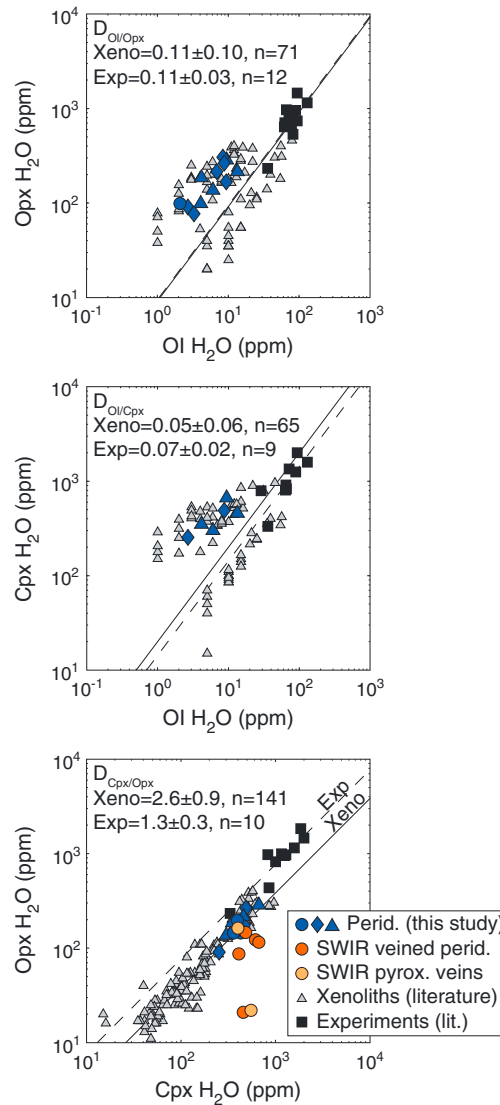 D_Ol/Opx
Xeno=0.11±0.10, n=71
Exp=0.11±0.03, n=12
10^4
10^3
10^2
10^1
Opx H₂O (ppm)
10^-1 10^0 10^1 10^2 10^3
Ol H₂O (ppm)
D_Ol/Cpx
Xeno=0.05±0.06, n=65
Exp=0.07±0.02, n=9
10^4
10^3
10^2
10^1
Cpx H₂O (ppm)
10^-1 10^0 10^1 10^2 10^3
Ol H₂O (ppm)
D_Cpx/Opx
Xeno=2.6±0.9, n=141
Exp=1.3±0.3, n=10
Exp
Xeno
10^4
10^3
10^2
10^1
Opx H₂O (ppm)
Perid. (this study)
SWIR veined perid.
SWIR pyrox. veins
Xenoliths (literature)
Experiments (lit.)
10^1 10^2 10^3 10^4
Cpx H₂O (ppm)